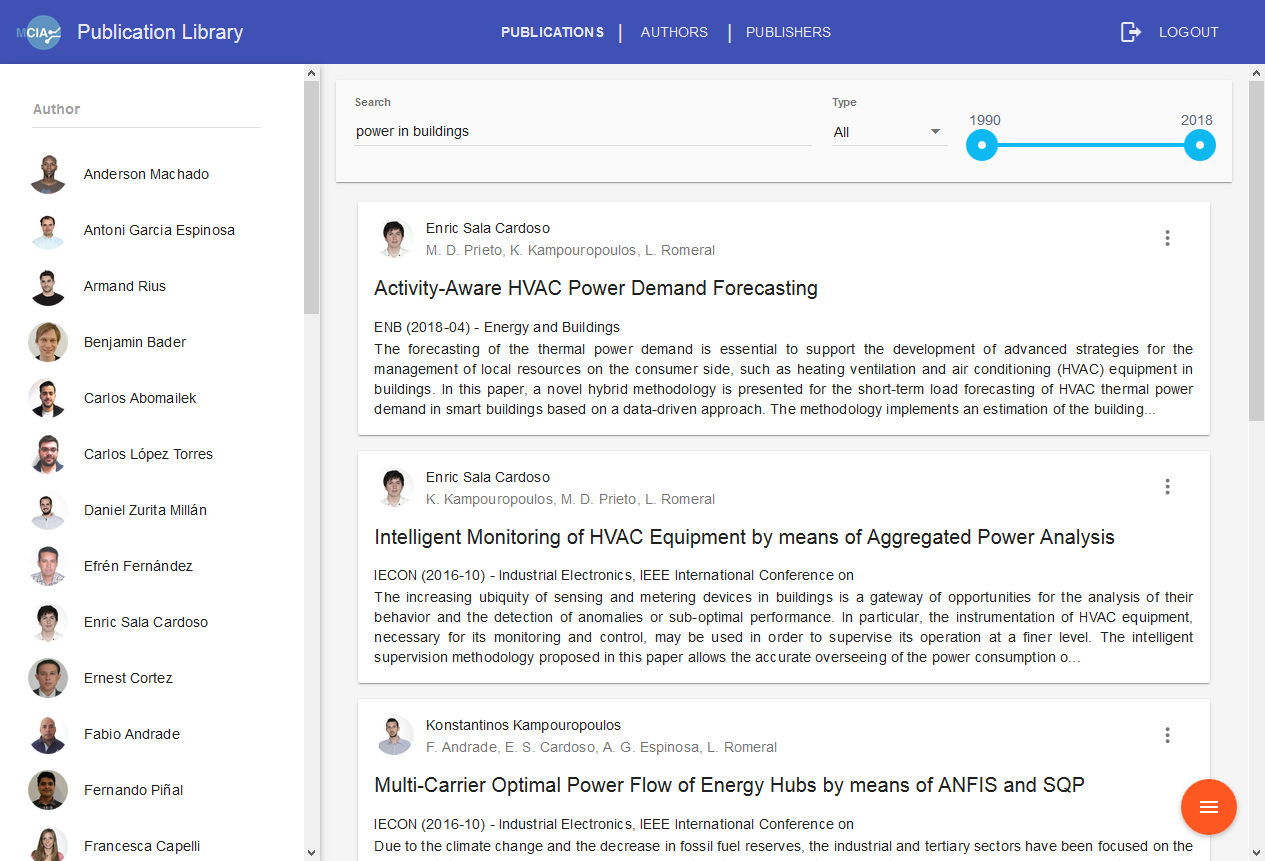 MCIA
Publication Library
PUBLICATIONS | AUTHORS | PUBLISHERS
LOGOUT
Author
Anderson Machado
Antoni Garcia Espinosa
Armand Rius
Benjamin Bader
Carlos Abomailek
Carlos López Torres
Daniel Zurita Millán
Efrén Fernández
Enric Sala Cardoso
Ernest Cortez
Fabio Andrade
Fernando Piñal
Francesca Capelli
Search
power in buildings
Type
All
1990
2018
Enric Sala Cardoso
M. D. Prieto, K. Kampouropoulos, L. Romeral
Activity-Aware HVAC Power Demand Forecasting
ENB (2018-04) - Energy and Buildings
The forecasting of the thermal power demand is essential to support the development of advanced strategies for the
management of local resources on the consumer side, such as heating ventilation and air conditioning (HVAC) equipment in
buildings. In this paper, a novel hybrid methodology is presented for the short-term load forecasting of HVAC thermal power
demand in smart buildings based on a data-driven approach. The methodology implements an estimation of the building...
Enric Sala Cardoso
K. Kampouropoulos, M. D. Prieto, L. Romeral
Intelligent Monitoring of HVAC Equipment by means of Aggregated Power Analysis
IECON (2016-10) - Industrial Electronics, IEEE International Conference on
The increasing ubiquity of sensing and metering devices in buildings is a gateway of opportunities for the analysis of their
behavior and the detection of anomalies or sub-optimal performance. In particular, the instrumentation of HVAC equipment,
necessary for its monitoring and control, may be used in order to supervise its operation at a finer level. The intelligent
supervision methodology proposed in this paper allows the accurate overseeing of the power consumption o...
Konstantinos Kampouropoulos
F. Andrade, E. S. Cardoso, A. G. Espinosa, L. Romeral
Multi-Carrier Optimal Power Flow of Energy Hubs by means of ANFIS and SQP
IECON (2016-10) - Industrial Electronics, IEEE International Conference on
Due to the climate change and the decrease in fossil fuel reserves, the industrial and tertiary sectors have been focused on the